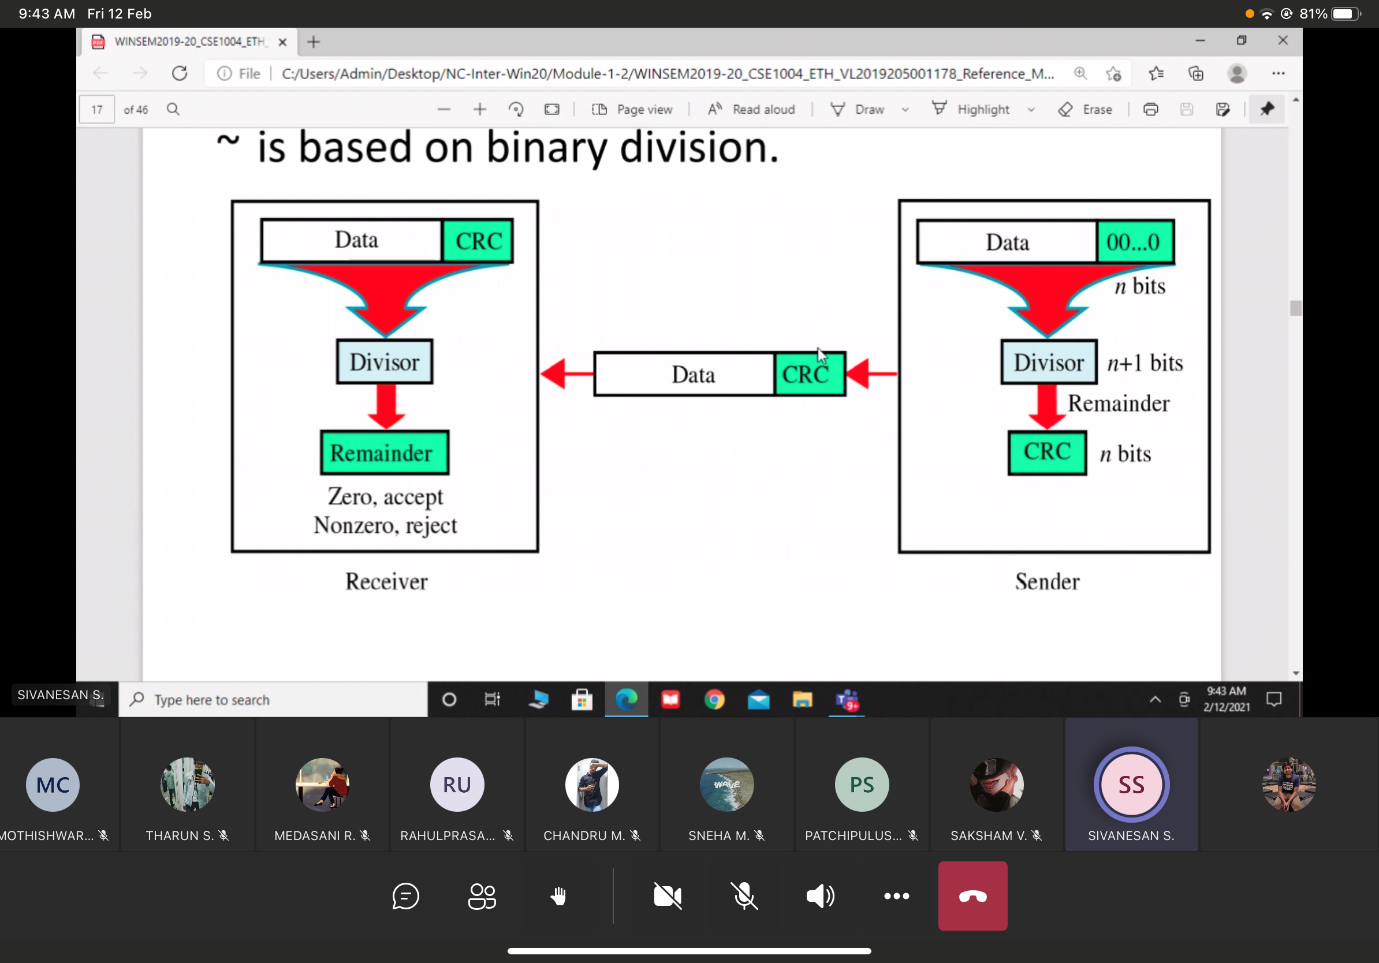 9:43 AM Fri 12 Feb
81%
WINSEM2019-20_CSE1004_ETH_
File C:/Users/Admin/Desktop/NC-Inter-Win20/Module-1-2/WINSEM2019-20_CSE1004_ETH_VL2019205001178_Reference_M...
17 of 46 Page view Read aloud Draw Highlight Erase
~ is based on binary division.
Data CRC
Divisor
Remainder
Zero, accept
Nonzero, reject
Receiver
Data CRC
Data 00...0
n bits
Divisor n+1 bits
Remainder
CRC n bits
Sender
SIVANESAN S.
Type here to search
9+
9:43 AM
2/12/2021
MC
MOTHISHWAR...
THARUN S.
MEDASANI R.
RU
RAHULPRASA...
CHANDRU M.
WAVE
SNEHA M.
PS
PATCHIPULUS...
SAKSHAM V.
SS
SIVANESAN S.